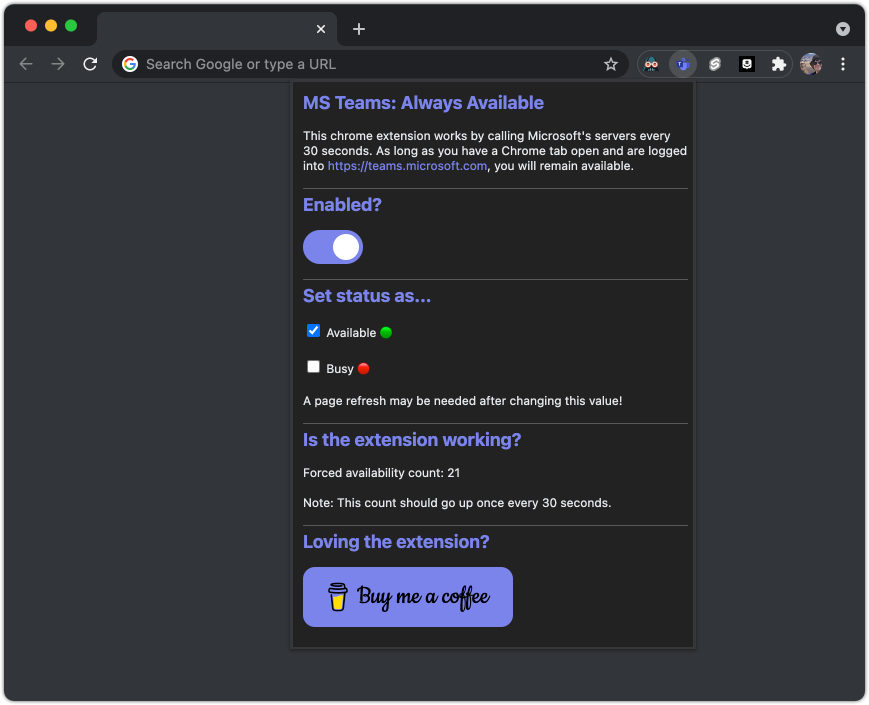 Search Google or type a URL
MS Teams: Always Available
This chrome extension works by calling Microsoft's servers every
30 seconds. As long as you have a Chrome tab open and are logged
into https://teams.microsoft.com, you will remain available.
Enabled?
Set status as...
Available
Busy
A page refresh may be needed after changing this value!
Is the extension working?
Forced availability count: 21
Note: This count should go up once every 30 seconds.
Loving the extension?
Buy me a coffee